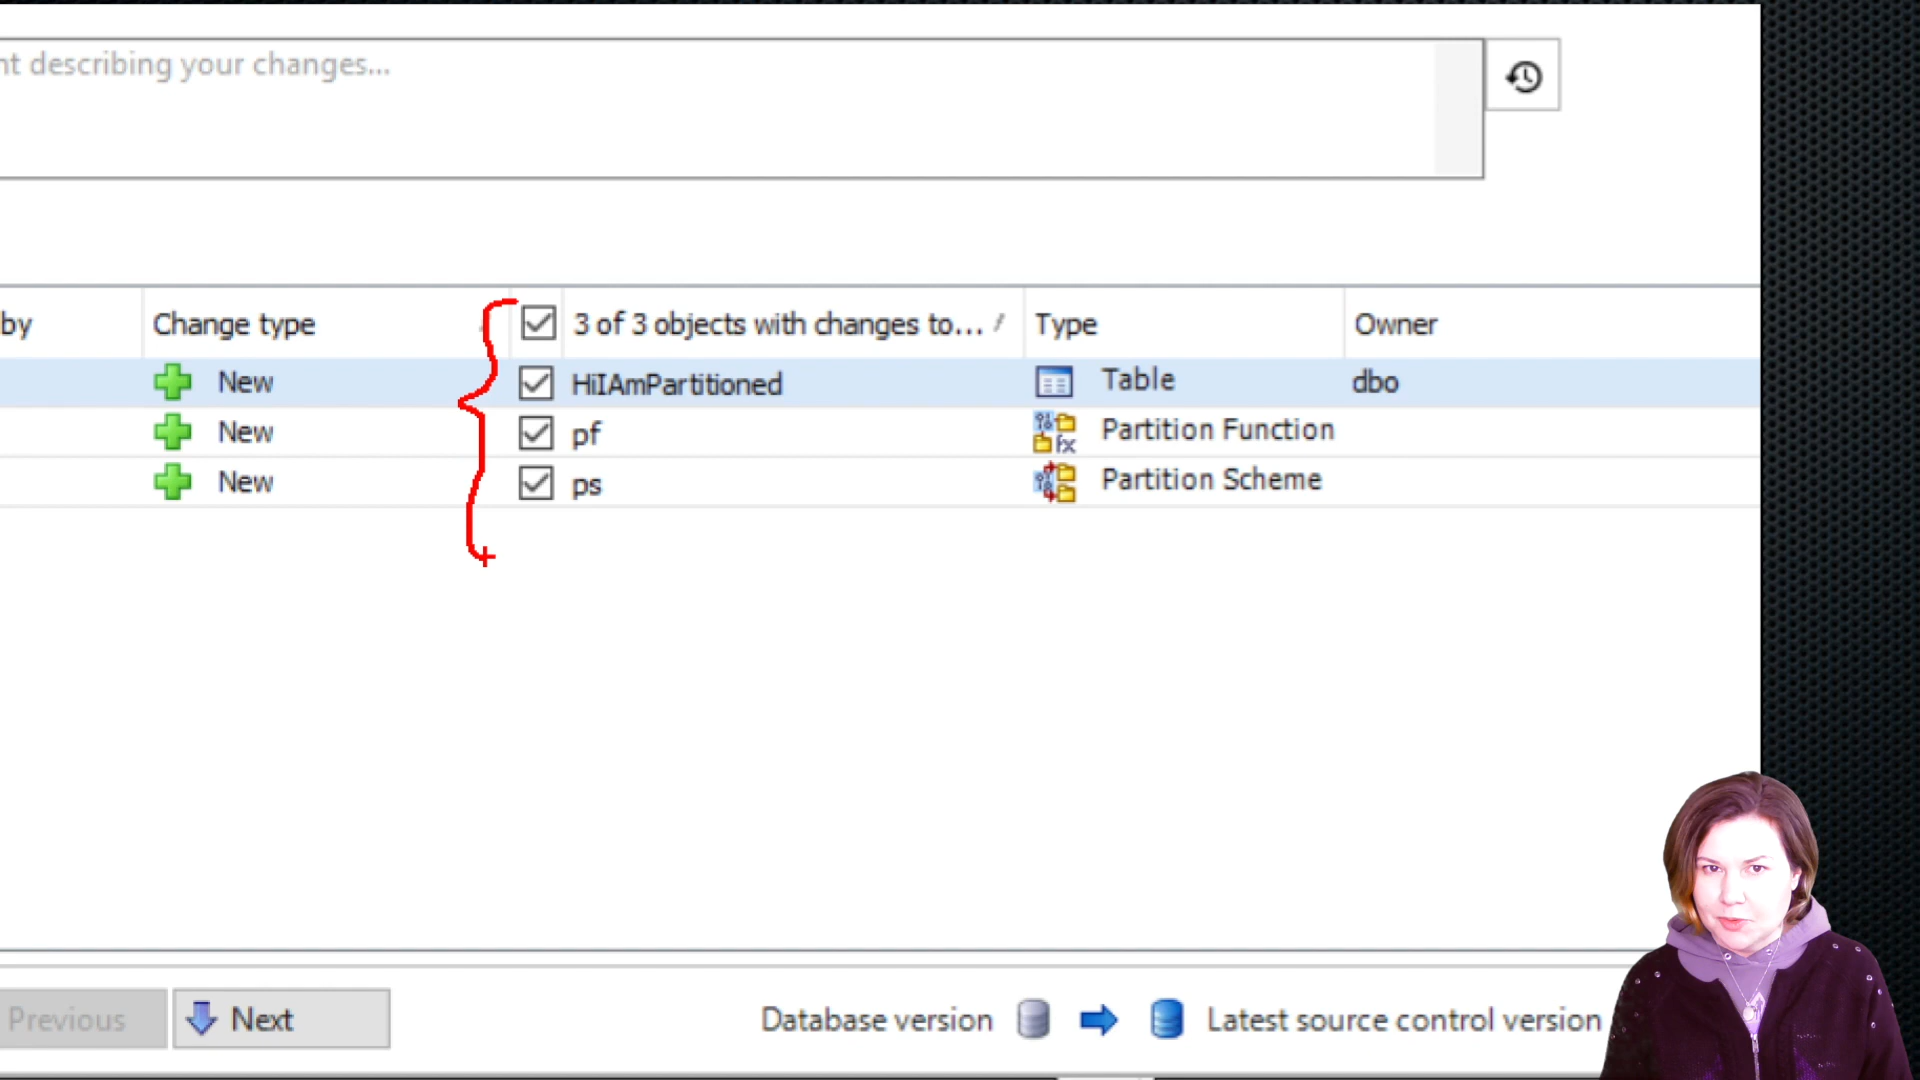 nt describing your changes...
by Change type 3 of 3 objects with changes to... Type Owner
New HiIAmPartitioned Table dbo
New pf Partition Function
New ps Partition Scheme
Previous Next Database version Latest source control version